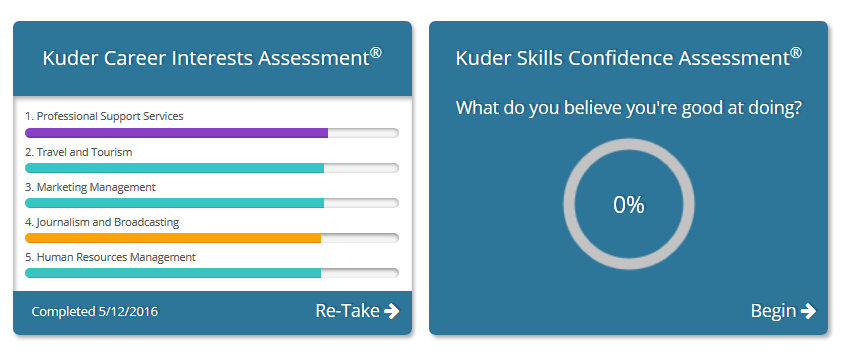 Kuder Career Interests Assessment®
1. Professional Support Services
2. Travel and Tourism
3. Marketing Management
4. Journalism and Broadcasting
5. Human Resources Management
Completed 5/12/2016
Re-Take
Kuder Skills Confidence Assessment®
What do you believe you're good at doing?
0%
Begin